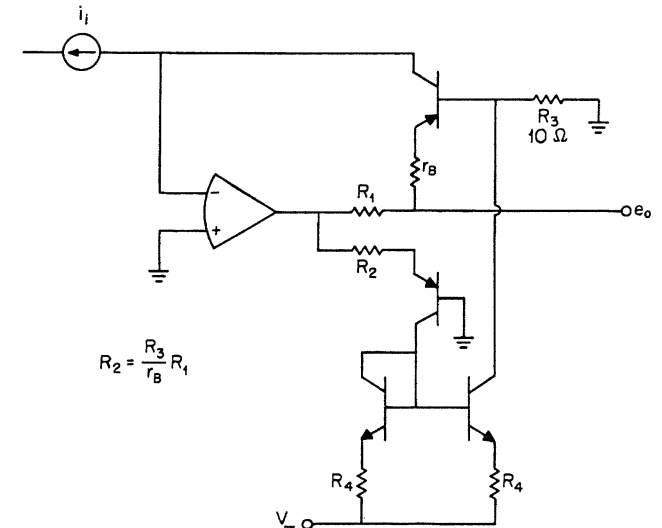 i_i
R_3
10 Ω
r_B
R_1
e_o
−
+
R_2
R_2 = R_3/r_B R_1
R_4
R_4
V_−